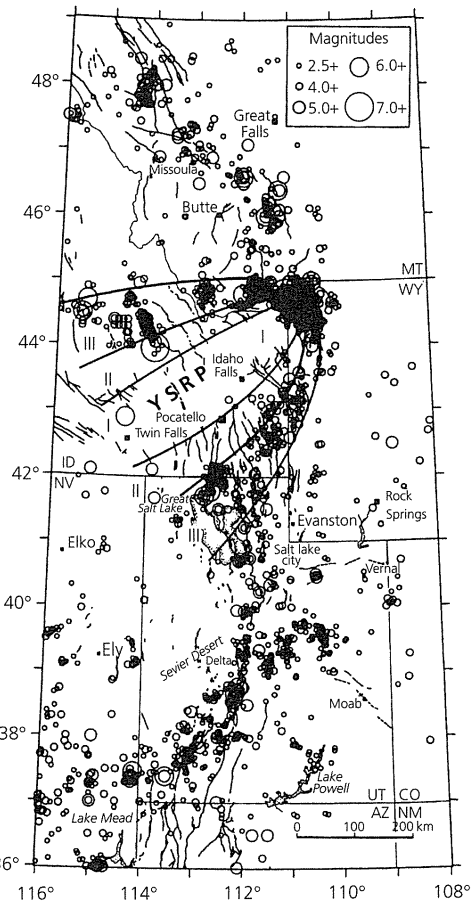 Magnitudes
2.5+ 6.0+
4.0+
5.0+ 7.0+
48°
Great
Falls
Missoula
46°
Butte
MT
WY
44°
III
I
Idaho
Falls
II
YSRP
Pocatello
Twin Falls
42°
ID
NV
II
II
Great
Salt Lake
Rock
Springs
III
Evanston
Elko
Salt lake
city
Vernal
40°
Ely
Sevier Desert
Delta
Moab
38°
Lake
Powell
UT CO
AZ NM
Lake Mead
0 100 200 km
36°
116° 114° 112° 110° 108°